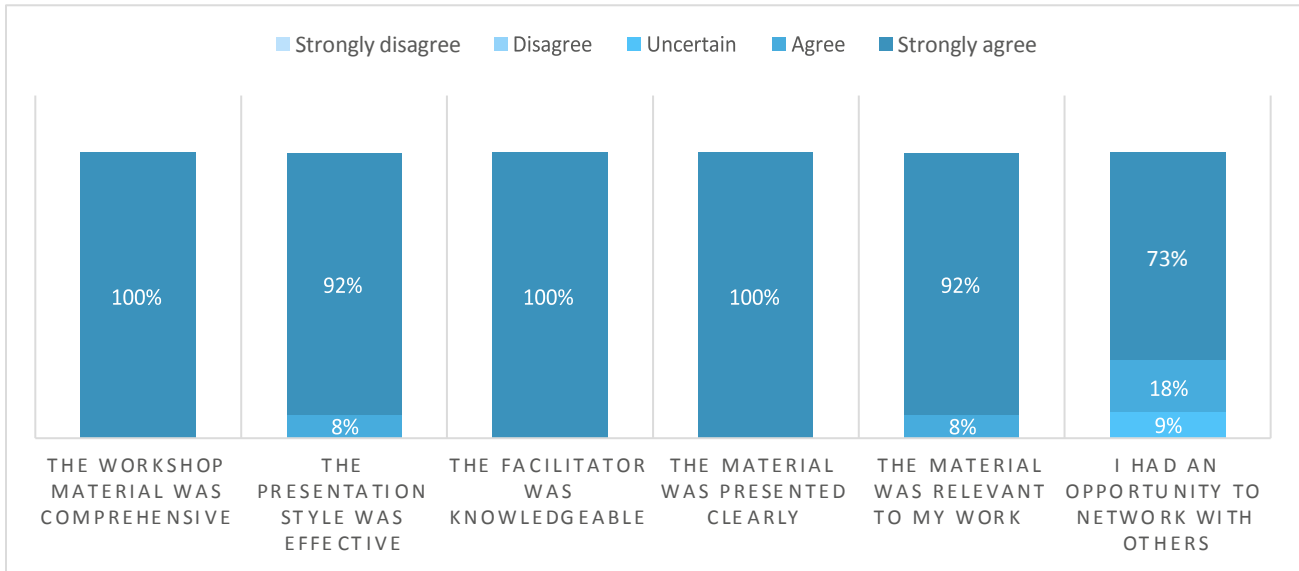 Strongly disagree Disagree Uncertain Agree Strongly agree
100%
92%
8%
100%
100%
92%
8%
73%
18%
9%
THE WORKSHOP
MATERIAL WAS
COMPREHENSIVE
THE
PRESENTATION
STYLE WAS
EFFECTIVE
THE FACILITATOR
WAS
KNOWLEDGEABLE
THE MATERIAL
WAS PRESENTED
CLEARLY
THE MATERIAL
WAS RELEVANT
TO MY WORK
I HAD AN
OPPORTUNITY TO
NETWORK WITH
OTHERS